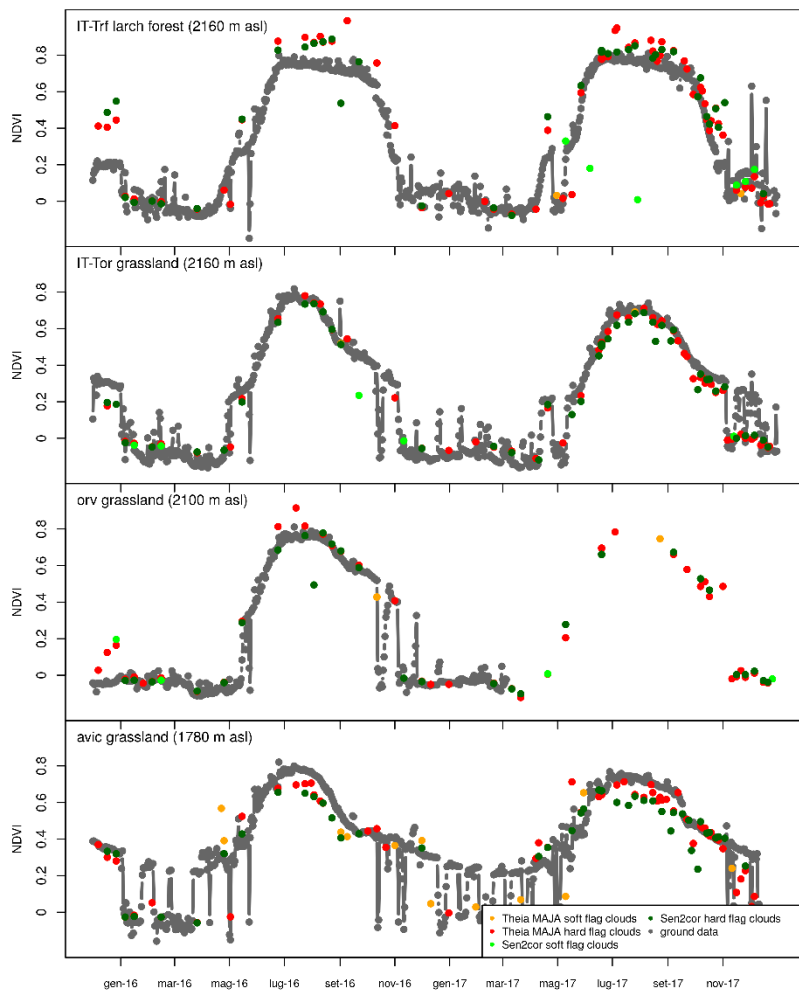 IT-Trf larch forest (2160 m asl)
NDVI
0.8
0.6
0.4
0.2
0
IT-Tor grassland (2160 m asl)
NDVI
0.8
0.6
0.4
0.2
0
orv grassland (2100 m asl)
NDVI
0.8
0.6
0.4
0.2
0
avic grassland (1780 m asl)
NDVI
0.8
0.6
0.4
0.2
0
Theia MAJA soft flag clouds
Theia MAJA hard flag clouds
Sen2cor soft flag clouds
Sen2cor hard flag clouds
ground data
gen-16 mar-16 mag-16 lug-16 set-16 nov-16 gen-17 mar-17 mag-17 lug-17 set-17 nov-17